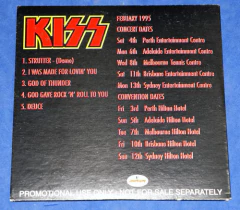 KISS
1. STRUTTER - (Demo)
2. I WAS MADE FOR LOVIN' YOU
3. GOD OF THUNDER
4. GOD GAVE ROCK 'N' ROLL TO YOU
5. DEUCE
FEBRUARY 1995
CONCERT DATES
Sat 4th Perth Entertainment Centre
Mon 6th Adelaide Entertainment Centre
Wed 8th Melbourne Tennis Centre
Sat 11th Brisbane Entertainment Centre
Mon 13th Sydney Entertainment Centre
CONVENTION DATES
Fri 3rd Perth Hilton Hotel
Sun 5th Adelaide Hilton Hotel
Tue 7th Melbourne Hilton Hotel
Fri 10th Brisbane Hilton Hotel
Sun 12th Sydney Hilton Hotel
PROMOTIONAL USE ONLY - NOT FOR SALE SEPARATELY